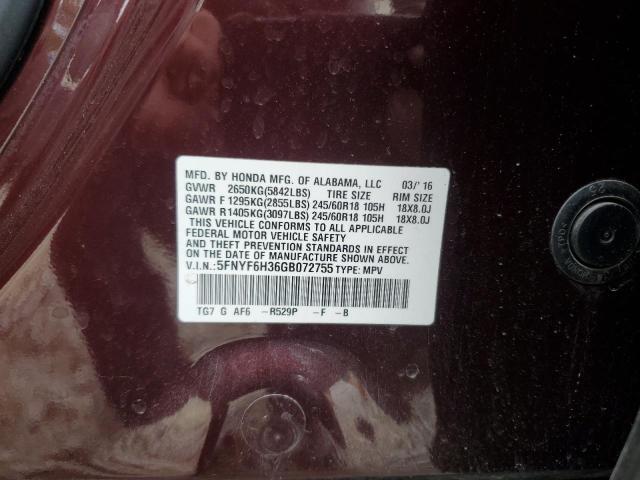 MFD. BY HONDA MFG. OF ALABAMA, LLC 03/'16
GVWR 2650KG(5842LBS) TIRE SIZE RIM SIZE
GAWR F 1295KG(2855LBS) 245/60R18 105H 18X8.0J
GAWR R1405KG(3097LBS) 245/60R18 105H 18X8.0J
THIS VEHICLE CONFORMS TO ALL APPLICABLE
FEDERAL MOTOR VEHICLE SAFETY
AND THEFT PREVENTION STANDARDS IN EFFECT
ON THE DATE OF MANUFACTURE SHOWN ABOVE.
V.I.N.: 5FNYF6H36GB072755 TYPE: MPV
TG7 G AF6 -R529P -F -B